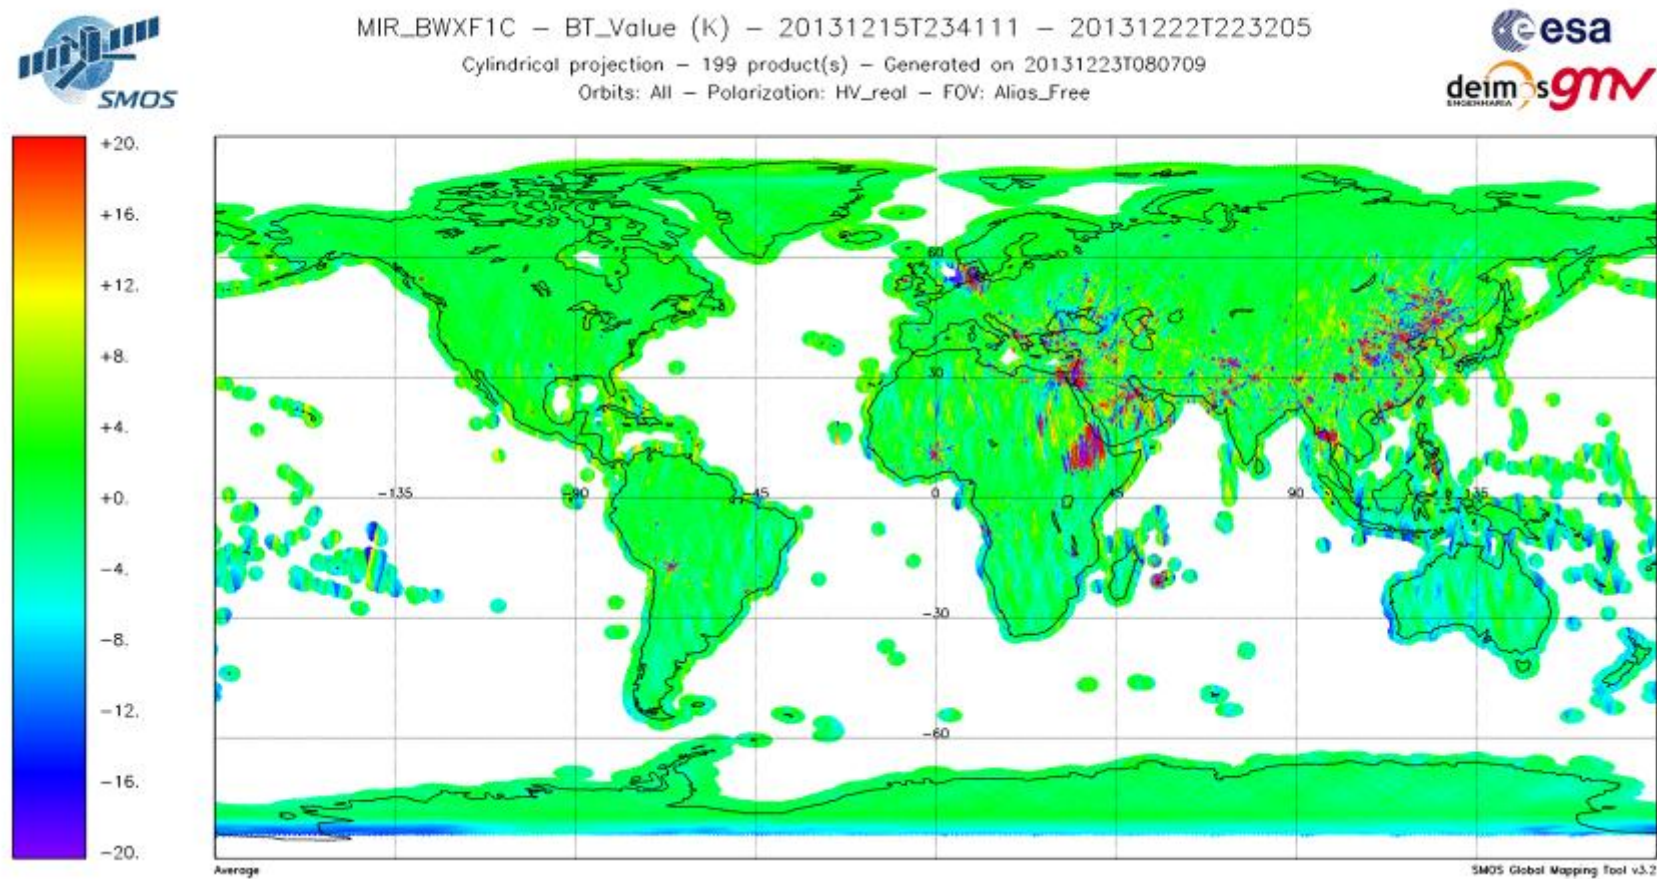 MIR_BWXF1C – BT_Value (K) – 20131215T234111 – 20131222T223205
Cylindrical projection – 199 product(s) – Generated on 20131223T080709
Orbits: All – Polarization: HV_real – FOV: Alias_Free
SMOS
esa
deimos
ENGENHARIA
gmv
+20.
+16.
+12.
+8.
+4.
+0.
-4.
-8.
-12.
-16.
-20.
60
30
-135
-90
-45
0
45
90
135
-30
-60
Average
SMOS Global Mapping Tool v3.2